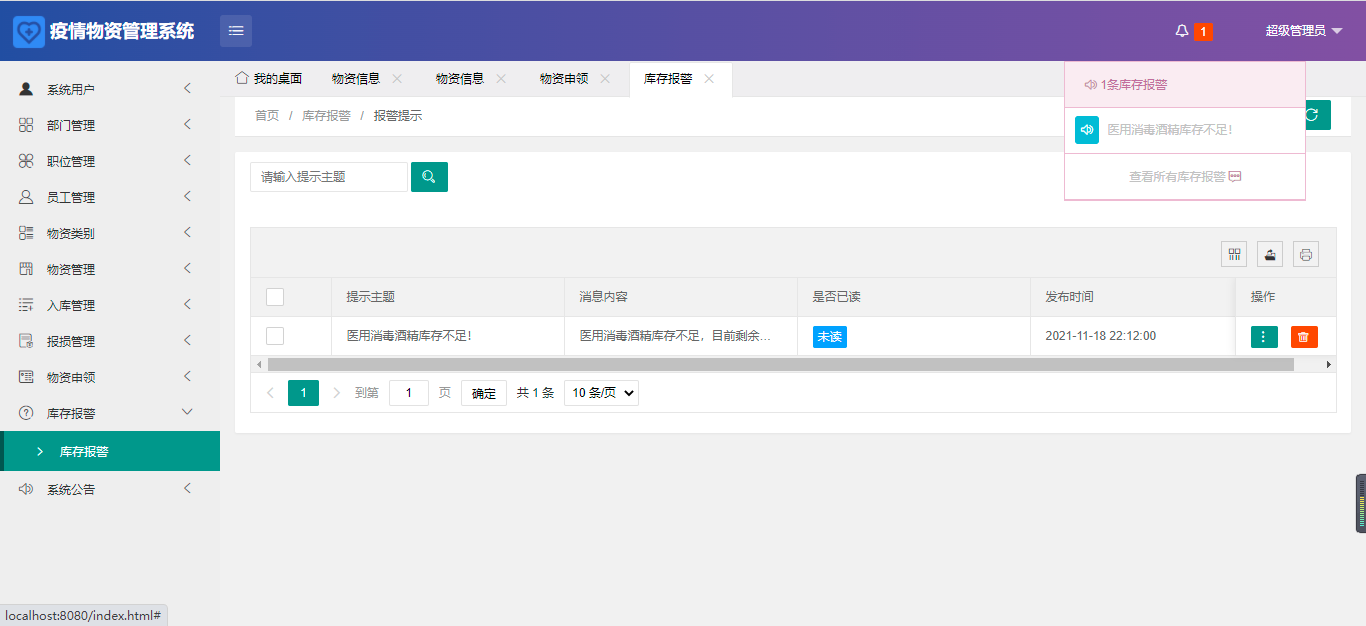 疫情物资管理系统
1
超级管理员
系统用户
部门管理
职位管理
员工管理
物资类别
物资管理
入库管理
报损管理
物资申领
库存报警
库存报警
系统公告
我的桌面 物资信息 物资信息 物资申领 库存报警
首页 / 库存报警 / 报警提示
1条库存报警
医用消毒酒精库存不足!
查看所有库存报警
请输入提示主题
提示主题 消息内容 是否已读 发布时间 操作
医用消毒酒精库存不足! 医用消毒酒精库存不足，目前剩余... 未读 2021-11-18 22:12:00
1 到第 1 页 确定 共 1 条 10 条/页
localhost:8080/index.html#